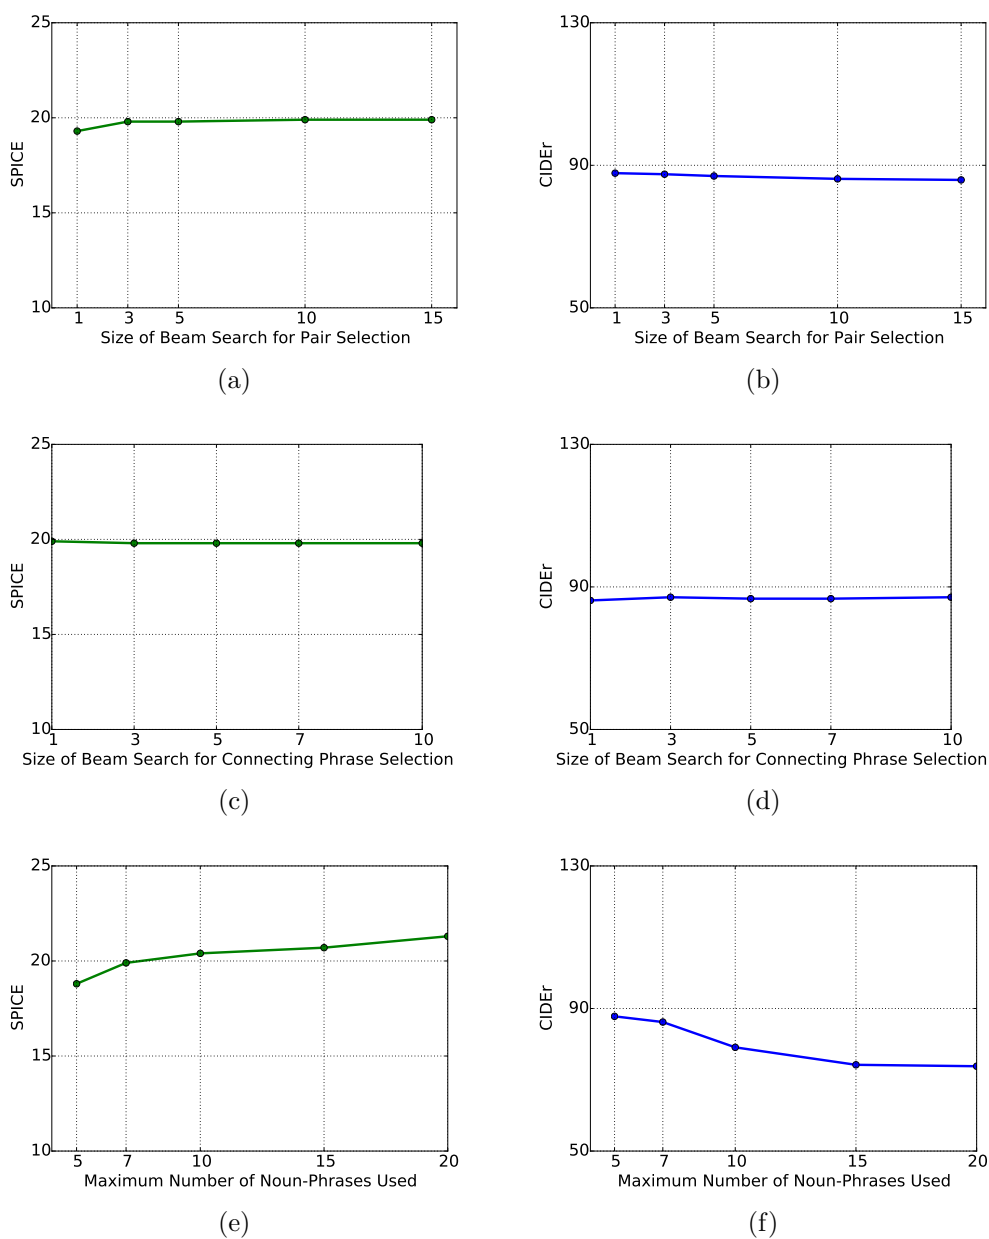 25
20
15
10
SPICE
1 3 5 10 15
Size of Beam Search for Pair Selection
(a)
130
90
50
CIDEr
1 3 5 10 15
Size of Beam Search for Pair Selection
(b)
25
20
15
10
SPICE
1 3 5 7 10
Size of Beam Search for Connecting Phrase Selection
(c)
130
90
50
CIDEr
1 3 5 7 10
Size of Beam Search for Connecting Phrase Selection
(d)
25
20
15
10
SPICE
5 7 10 15 20
Maximum Number of Noun-Phrases Used
(e)
130
90
50
CIDEr
5 7 10 15 20
Maximum Number of Noun-Phrases Used
(f)